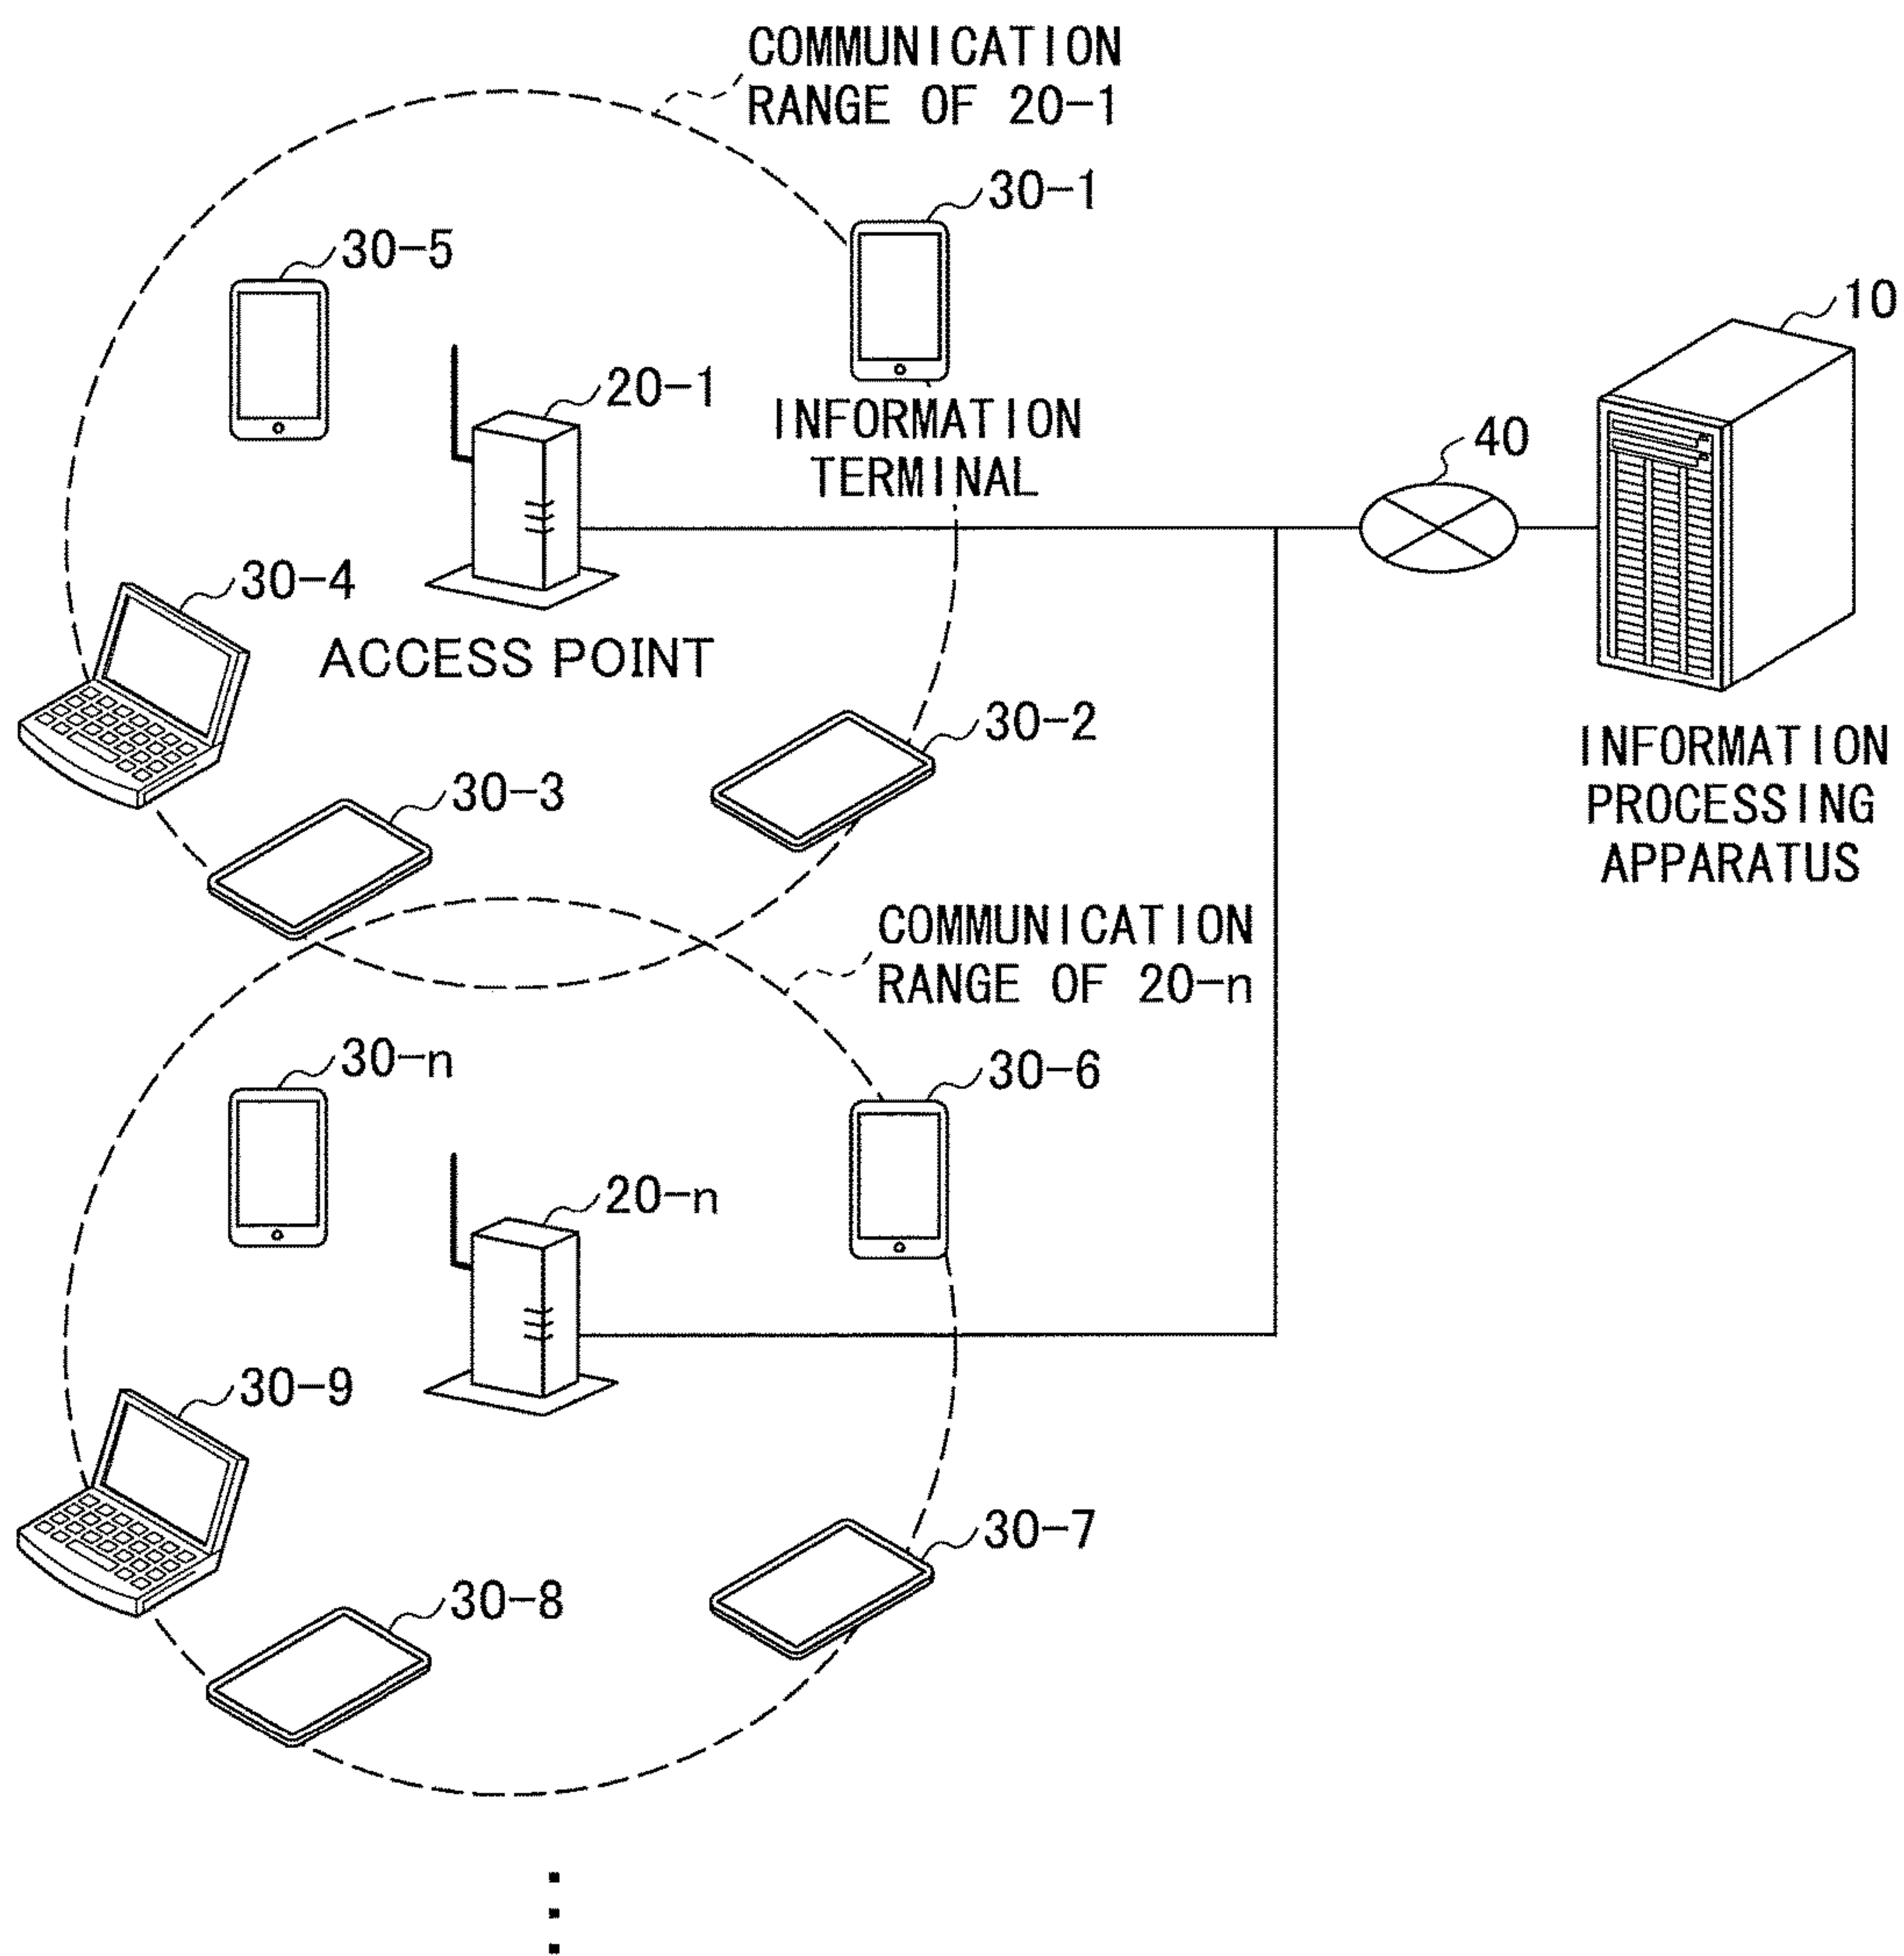 COMMUNICATION
RANGE OF 20-1
30-1
30-5
10
20-1
INFORMATION
TERMINAL
40
30-4
ACCESS POINT
30-2
INFORMATION
PROCESSING
APPARATUS
30-3
COMMUNICATION
RANGE OF 20-n
30-n
30-6
20-n
30-9
30-7
30-8